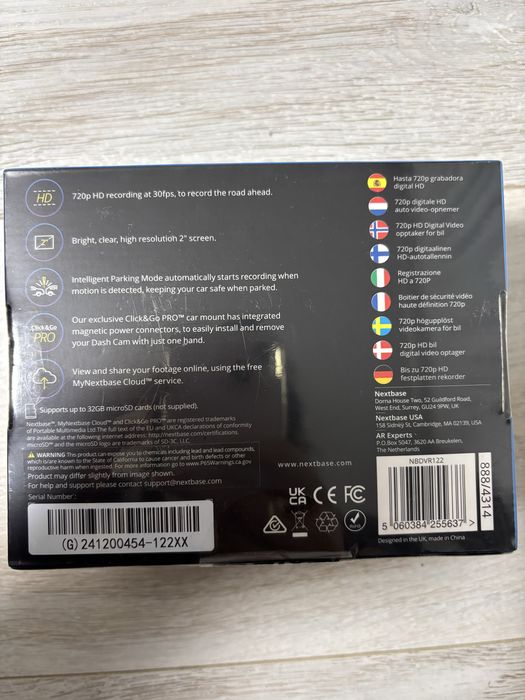 HD
720p HD recording at 30fps, to record the road ahead.
2"
Bright, clear, high resolution 2" screen.
Intelligent Parking Mode automatically starts recording when
motion is detected, keeping your car safe when parked.
Click&Go
PRO
Our exclusive Click&Go PRO™ car mount has integrated
magnetic power connectors, to easily install and remove
your Dash Cam with just one hand.
View and share your footage online, using the free
MyNextbase Cloud™ service.
Supports up to 32GB microSD cards (not supplied).
Nextbase™, MyNextbase Cloud™ and Click&Go PRO™ are registered trademarks
of Portable Multimedia Ltd.The full text of the EU and UKCA declarations of conformity
are available at the following internet address: http://nextbase.com/certifications.
microSD™ and the microSD logo are trademarks of SD-3C, LLC.
WARNING This product can expose you to chemicals including lead and lead compounds,
which is/are known to the State of California to cause cancer and birth defects or other
reproductive harm when ingested. For more information go to www.P65Warnings.ca.gov
Product may differ slightly from image shown.
For help and support please contact support@nextbase.com
Serial Number:
(G) 241200454-122XX
www.nextbase.com
UK
CA
CE
FC
RoHS
Hasta 720p grabadora
digital HD
720p digitale HD
auto video-opnemer
720p HD Digital Video
opptaker for bil
720p digitaalinen
HD-autotallennin
Registrazione
HD a 720P
Boitier de sécurité vidéo
haute définition 720p
720p högupplöst
videokamera för bil
720p HD bil
digital video optager
Bis zu 720p HD
festplatten rekorder
Nextbase
Dorna House Two, 52 Guildford Road,
West End, Surrey, GU24 9PW, UK
Nextbase USA
158 Sidney St, Cambridge, MA 02139, USA
AR Experts -
P.O.Box 5047, 3620 AA Breukelen,
The Netherlands
NBDVR122
5 060384 255637 >
888/4314
Designed in the UK, made in China